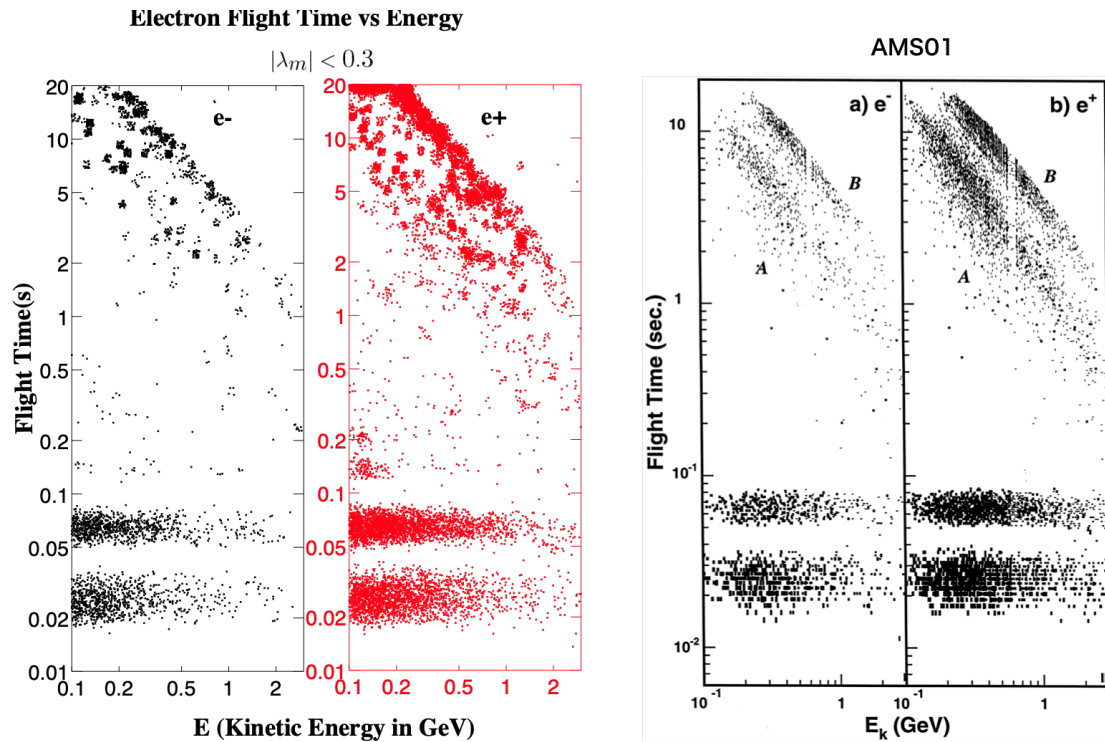 Electron Flight Time vs Energy
|λm| < 0.3
e-
e+
Flight Time(s)
20
10
5
2
1
0.5
0.2
0.1
0.05
0.02
0.01
20
10
5
2
1
0.5
0.2
0.1
0.05
0.02
0.01
0.1 0.2 0.5 1 2
0.1 0.2 0.5 1 2
E (Kinetic Energy in GeV)
AMS01
a) e-
b) e+
B
B
A
A
Flight Time (sec.)
10
1
10-1
10-2
10-1 1
10-1 1
Ek (GeV)